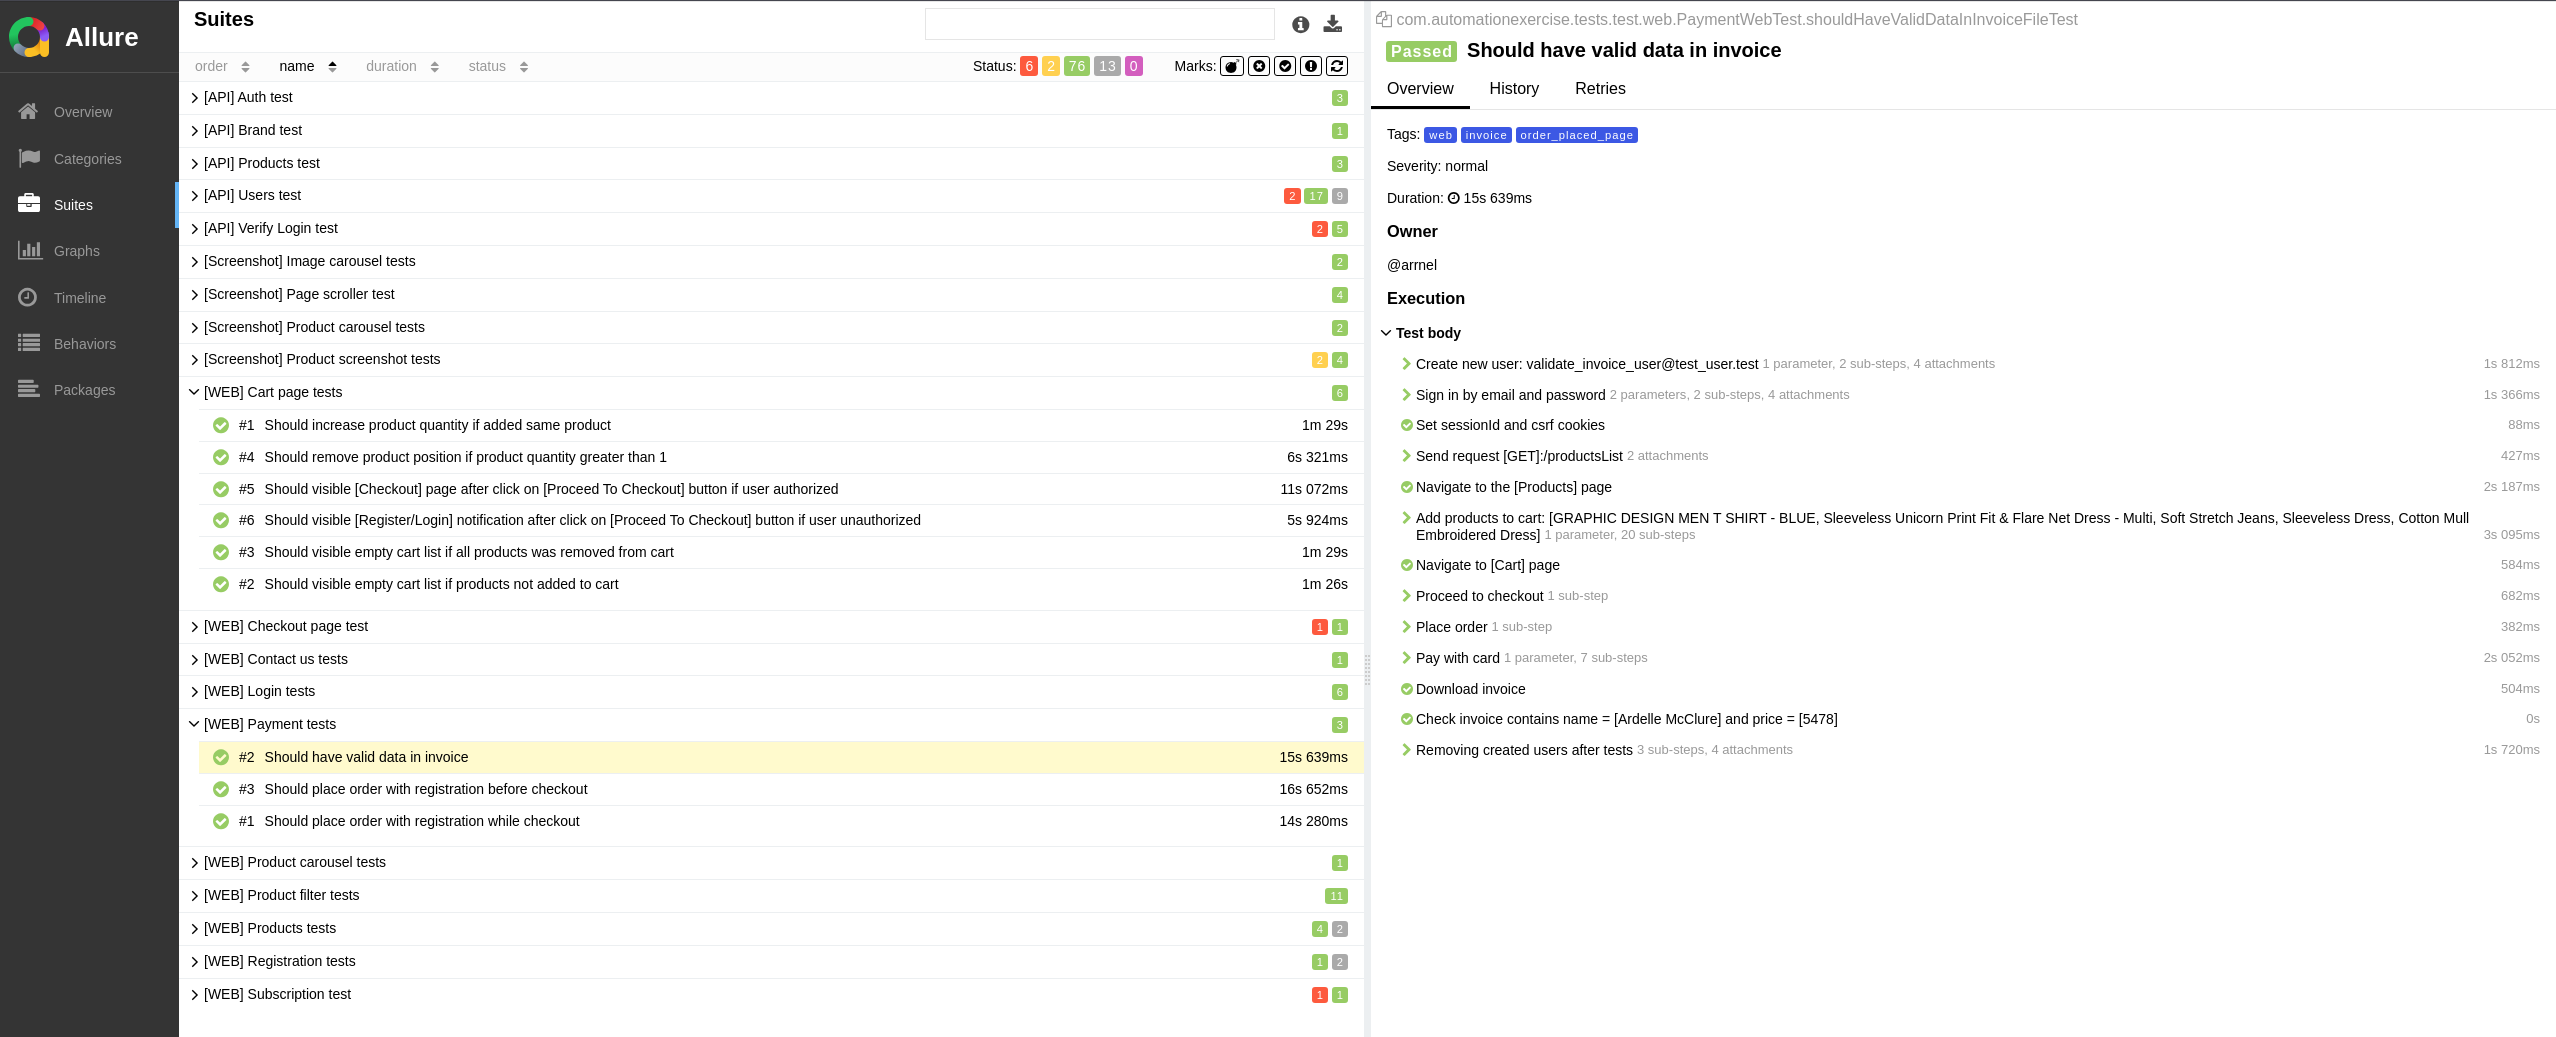 Allure
Overview
Categories
Suites
Graphs
Timeline
Behaviors
Packages
Suites
order name duration status Status: 6 2 76 13 0 Marks:
[API] Auth test 3
[API] Brand test 1
[API] Products test 3
[API] Users test 2 17 9
[API] Verify Login test 2 5
[Screenshot] Image carousel tests 2
[Screenshot] Page scroller test 4
[Screenshot] Product carousel tests 2
[Screenshot] Product screenshot tests 2 4
[WEB] Cart page tests 6
#1 Should increase product quantity if added same product 1m 29s
#4 Should remove product position if product quantity greater than 1 6s 321ms
#5 Should visible [Checkout] page after click on [Proceed To Checkout] button if user authorized 11s 072ms
#6 Should visible [Register/Login] notification after click on [Proceed To Checkout] button if user unauthorized 5s 924ms
#3 Should visible empty cart list if all products was removed from cart 1m 29s
#2 Should visible empty cart list if products not added to cart 1m 26s
[WEB] Checkout page test 1 1
[WEB] Contact us tests 1
[WEB] Login tests 6
[WEB] Payment tests 3
#2 Should have valid data in invoice 15s 639ms
#3 Should place order with registration before checkout 16s 652ms
#1 Should place order with registration while checkout 14s 280ms
[WEB] Product carousel tests 1
[WEB] Product filter tests 11
[WEB] Products tests 4 2
[WEB] Registration tests 1 2
[WEB] Subscription test 1 1
com.automationexercise.tests.test.web.PaymentWebTest.shouldHaveValidDataInInvoiceFileTest
Passed Should have valid data in invoice
Overview History Retries
Tags: web invoice order_placed_page
Severity: normal
Duration: 15s 639ms
Owner
@arrnel
Execution
Test body
Create new user: validate_invoice_user@test_user.test 1 parameter, 2 sub-steps, 4 attachments 1s 812ms
Sign in by email and password 2 parameters, 2 sub-steps, 4 attachments 1s 366ms
Set sessionId and csrf cookies 88ms
Send request [GET]:/productsList 2 attachments 427ms
Navigate to the [Products] page 2s 187ms
Add products to cart: [GRAPHIC DESIGN MEN T SHIRT - BLUE, Sleeveless Unicorn Print Fit & Flare Net Dress - Multi, Soft Stretch Jeans, Sleeveless Dress, Cotton Mull
Embroidered Dress] 1 parameter, 20 sub-steps 3s 095ms
Navigate to [Cart] page 584ms
Proceed to checkout 1 sub-step 682ms
Place order 1 sub-step 382ms
Pay with card 1 parameter, 7 sub-steps 2s 052ms
Download invoice 504ms
Check invoice contains name = [Ardelle McClure] and price = [5478] 0s
Removing created users after tests 3 sub-steps, 4 attachments 1s 720ms